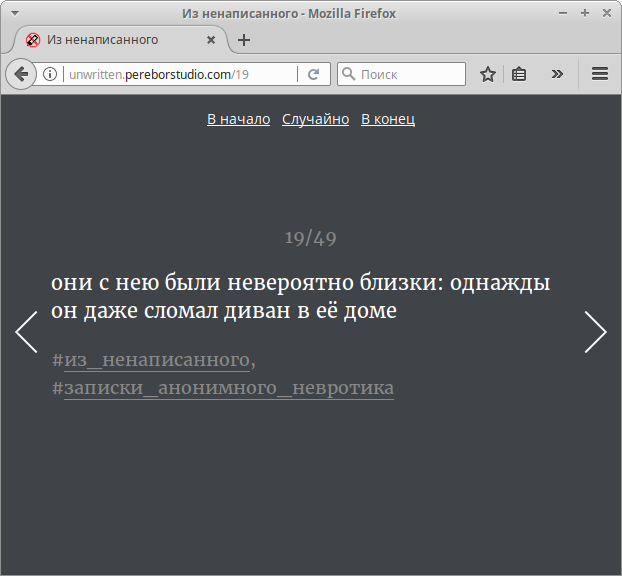 Из ненаписанного - Mozilla Firefox
Из ненаписанного
unwritten.pereborstudio.com/19
Поиск
В начало Случайно В конец
19/49
они с нею были невероятно близки: однажды
он даже сломал диван в её доме
#из_ненаписанного,
#записки_анонимного_невротика